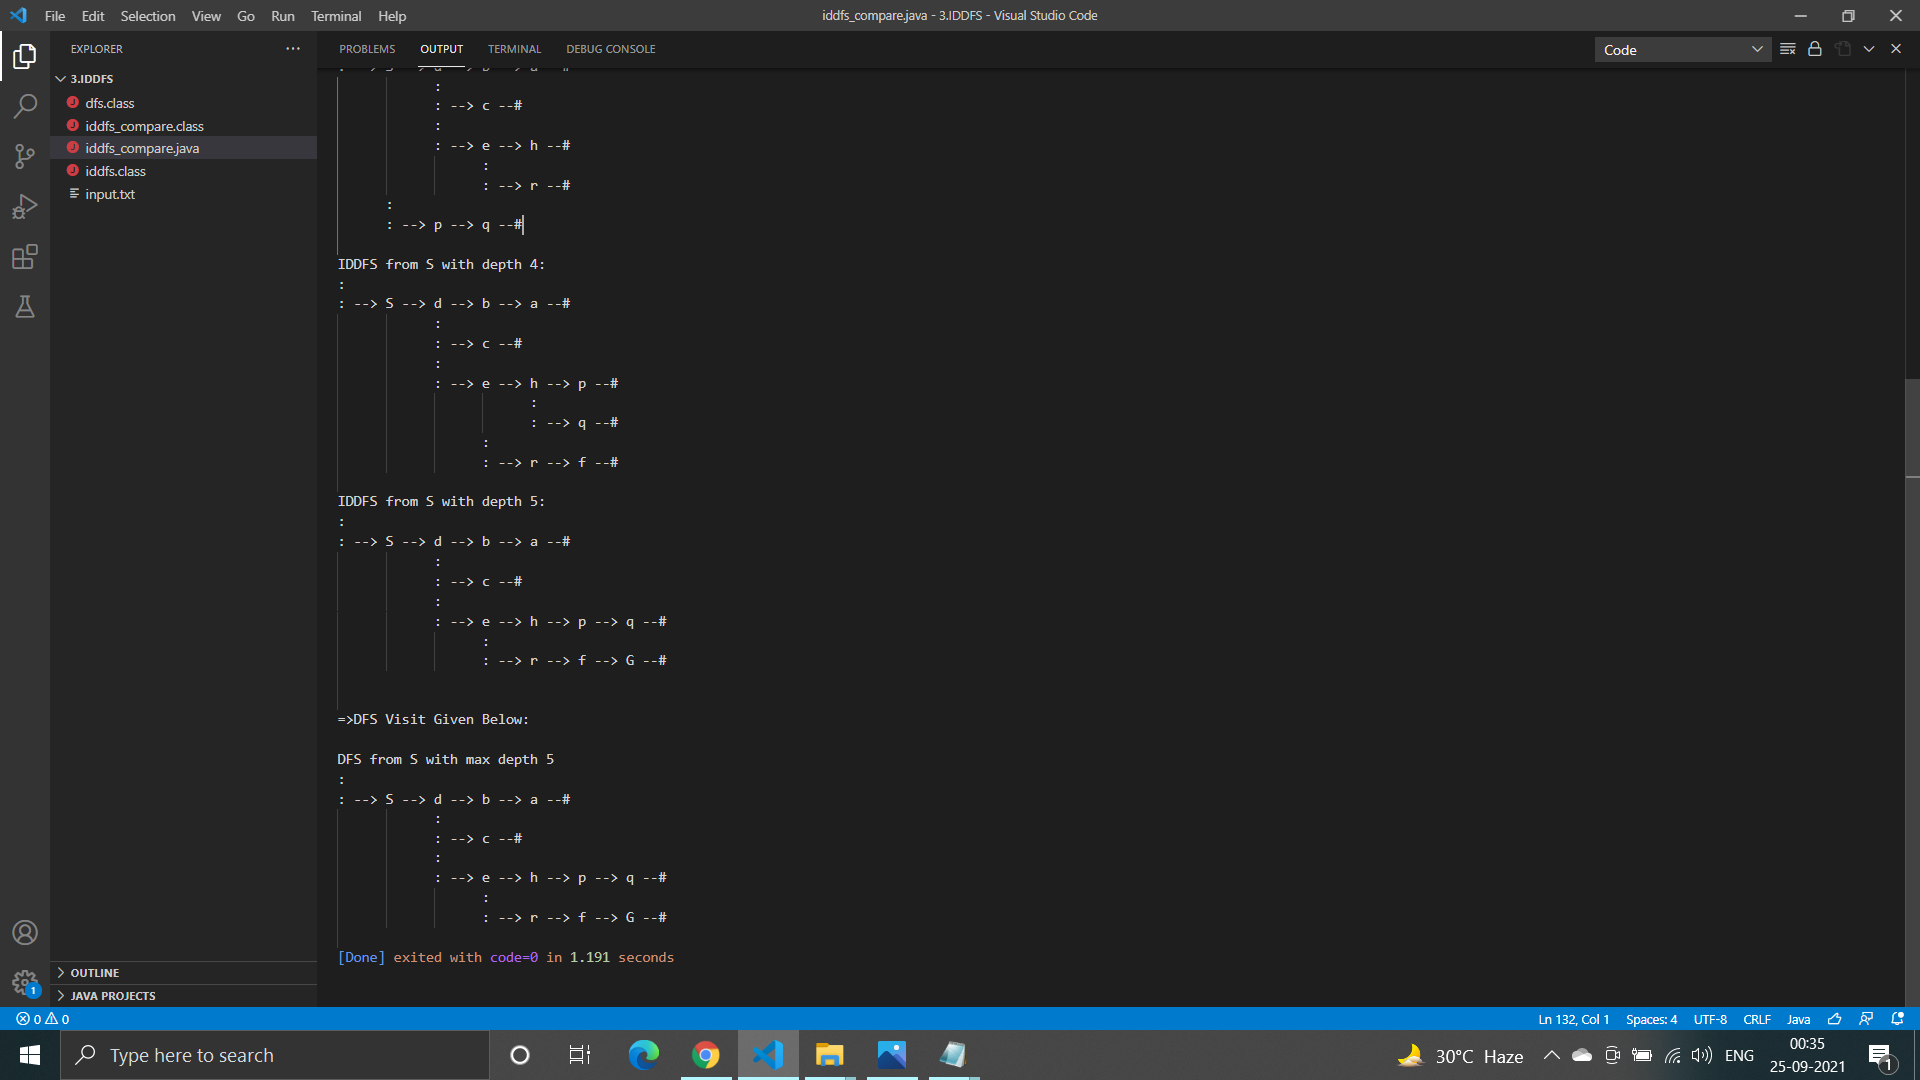 File Edit Selection View Go Run Terminal Help
iddfs_compare.java - 3.IDDFS - Visual Studio Code
EXPLORER
3.IDDFS
dfs.class
iddfs_compare.class
iddfs_compare.java
iddfs.class
input.txt
OUTLINE
JAVA PROJECTS
PROBLEMS OUTPUT TERMINAL DEBUG CONSOLE
Code
:
: --> c --#
:
: --> e --> h --#
:
: --> r --#
:
: --> p --> q --#
IDDFS from S with depth 4:
:
: --> S --> d --> b --> a --#
:
: --> c --#
:
: --> e --> h --> p --#
:
: --> q --#
:
: --> r --> f --#
IDDFS from S with depth 5:
:
: --> S --> d --> b --> a --#
:
: --> c --#
:
: --> e --> h --> p --> q --#
:
: --> r --> f --> G --#
=>DFS Visit Given Below:
DFS from S with max depth 5
:
: --> S --> d --> b --> a --#
:
: --> c --#
:
: --> e --> h --> p --> q --#
:
: --> r --> f --> G --#
[Done] exited with code=0 in 1.191 seconds
1
0 0
Ln 132, Col 1 Spaces: 4 UTF-8 CRLF Java
Type here to search
30°C Haze
ENG
00:35
25-09-2021
1